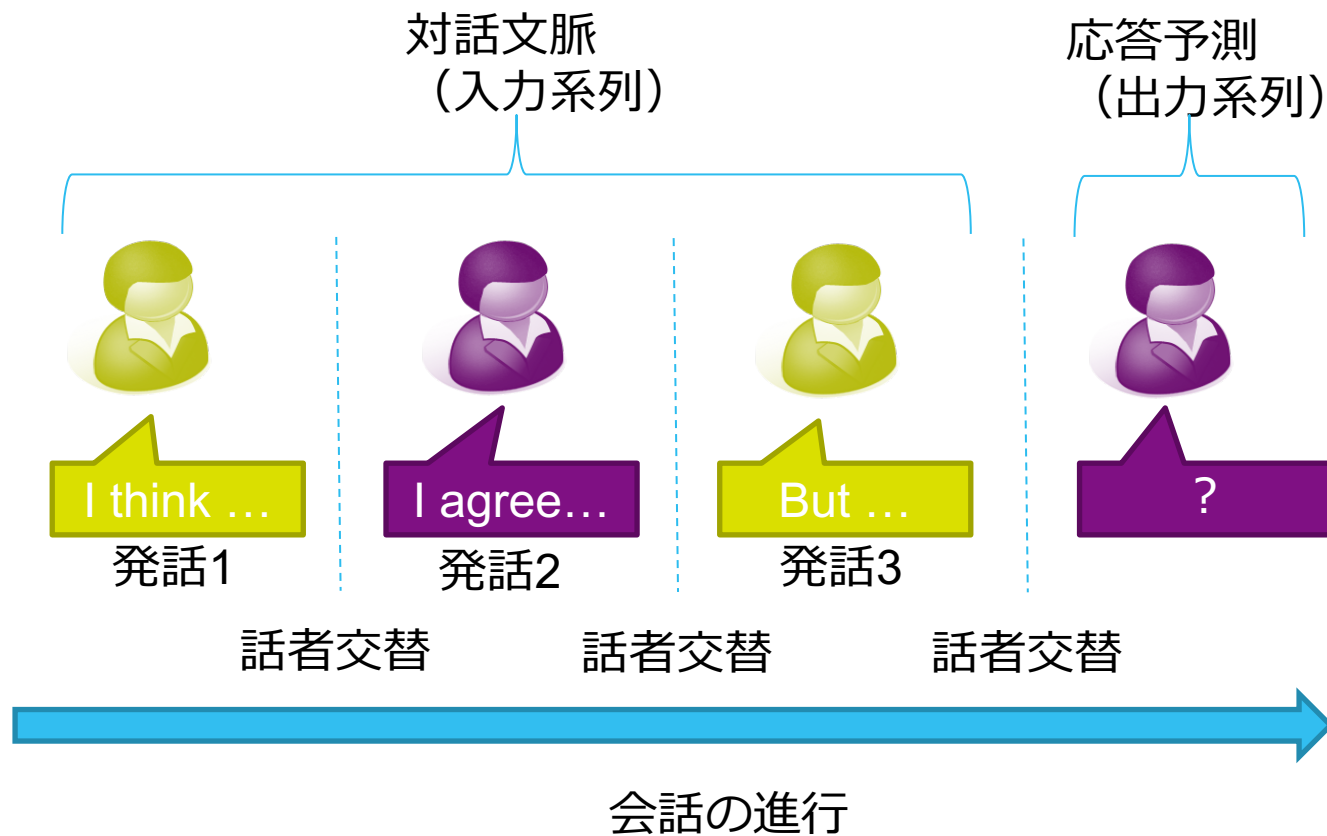 対話文脈
（入力系列）
応答予測
（出力系列）
I think …
I agree…
But …
？
発話1
発話2
発話3
話者交替
話者交替
話者交替
会話の進行